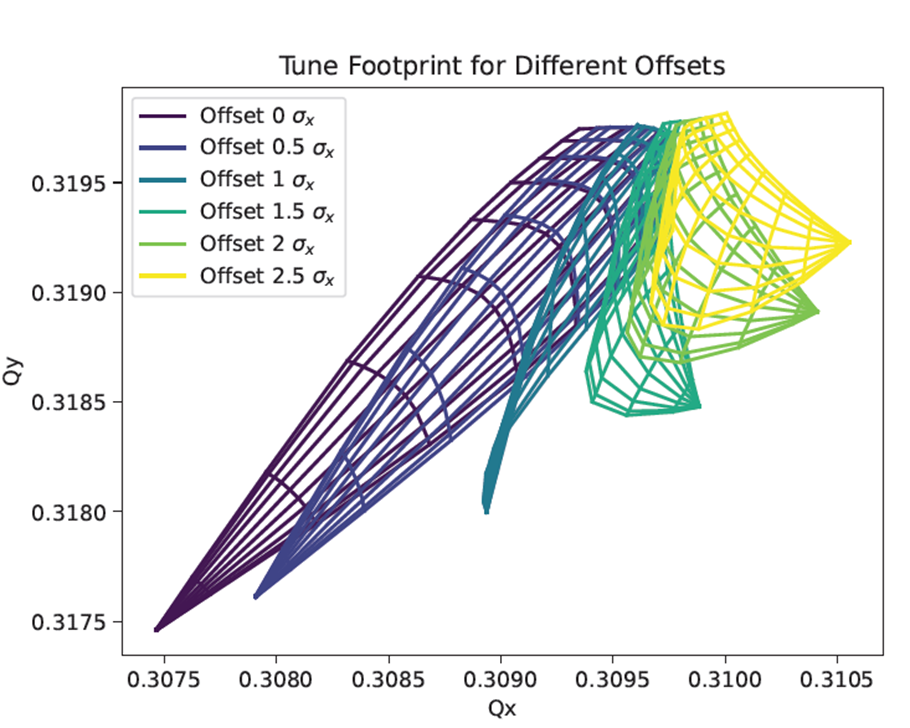 Tune Footprint for Different Offsets
Offset 0 σₓ
Offset 0.5 σₓ
Offset 1 σₓ
Offset 1.5 σₓ
Offset 2 σₓ
Offset 2.5 σₓ
Qy
0.3195
0.3190
0.3185
0.3180
0.3175
0.3075 0.3080 0.3085 0.3090 0.3095 0.3100 0.3105
Qx